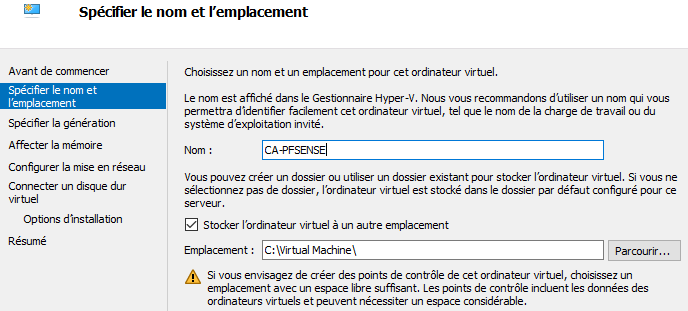 Spécifier le nom et l’emplacement
Avant de commencer
Spécifier le nom et
l’emplacement
Spécifier la génération
Affecter la mémoire
Configurer la mise en réseau
Connecter un disque dur
virtuel
Options d’installation
Résumé
Choisissez un nom et un emplacement pour cet ordinateur virtuel.
Le nom est affiché dans le Gestionnaire Hyper-V. Nous vous recommandons d’utiliser un nom qui vous
permettra d’identifier facilement cet ordinateur virtuel, tel que le nom de la charge de travail ou du
système d’exploitation invité.
Nom : CA-PFSENSE
Vous pouvez créer un dossier ou utiliser un dossier existant pour stocker l’ordinateur virtuel. Si vous ne
sélectionnez pas de dossier, l’ordinateur virtuel est stocké dans le dossier par défaut configuré pour ce
serveur.
Stocker l’ordinateur virtuel à un autre emplacement
Emplacement : C:\Virtual Machine\ Parcourir...
Si vous envisagez de créer des points de contrôle de cet ordinateur virtuel, choisissez un
emplacement avec un espace libre suffisant. Les points de contrôle incluent les données des
ordinateurs virtuels et peuvent nécessiter un espace considérable.